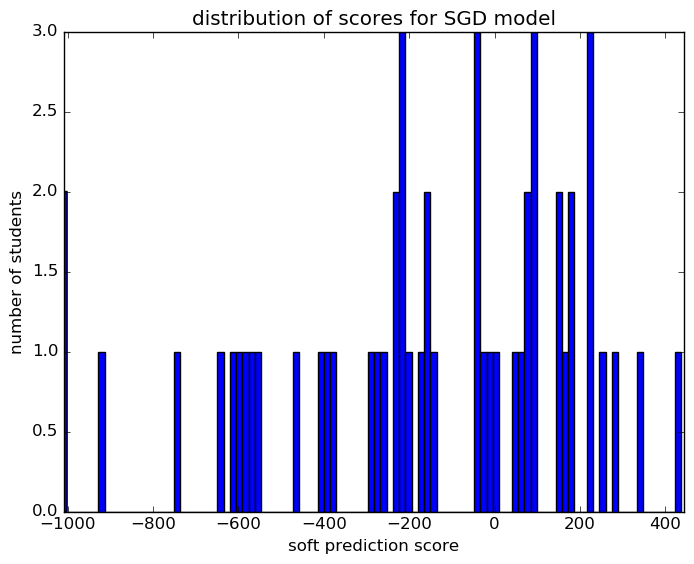 distribution of scores for SGD model
3.0
2.5
2.0
1.5
1.0
0.5
0.0
number of students
−1000 −800 −600 −400 −200 0 200 400
soft prediction score